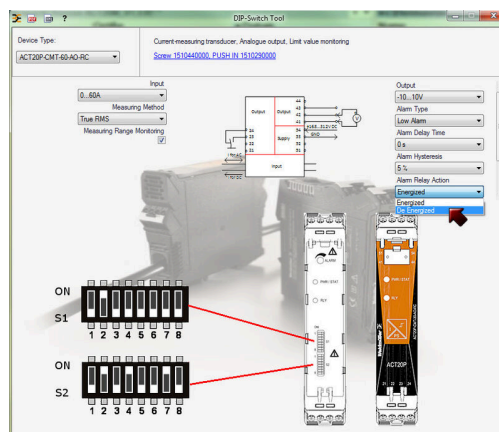 DIP-Switch Tool
?
Device Type:
ACT20P-CMT-60-AO-RC
Current-measuring transducer, Analogue output, Limit value monitoring
Screw 1510440000, PUSH IN 1510290000
Input
0...60A
Measuring Method
True RMS
Measuring Range Monitoring
Output
-10...10V
Alarm Type
Low Alarm
Alarm Delay Time
0 s
Alarm Hysteresis
5 %
Alarm Relay Action
Energized
Energized
De Energized
Output
Output
Supply
Input
GND
ALARM
PWR / STAT
RLY
S1
S2
PWR / STAT
RLY
ACT20P
ON
S1
1 2 3 4 5 6 7 8
ON
S2
1 2 3 4 5 6 7 8